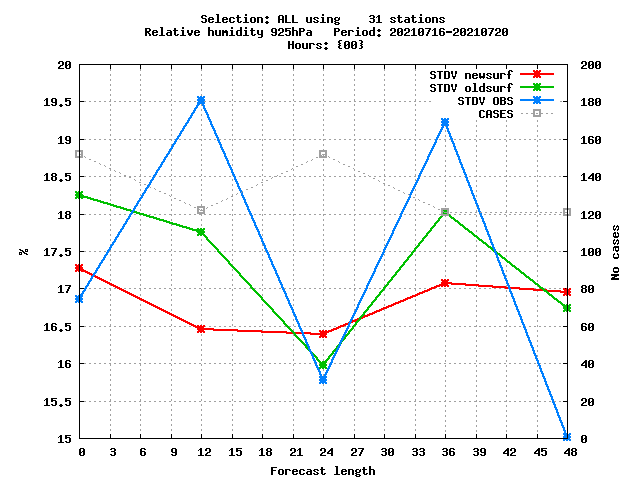 Selection: ALL using    31 stations
Relative humidity 925hPa   Period: 20210716-20210720
Hours: {00}
STDV newsurf
STDV oldsurf
STDV OBS
CASES
%
No cases
20
19.5
19
18.5
18
17.5
17
16.5
16
15.5
15
200
180
160
140
120
100
80
60
40
20
0
0 3 6 9 12 15 18 21 24 27 30 33 36 39 42 45 48
Forecast length